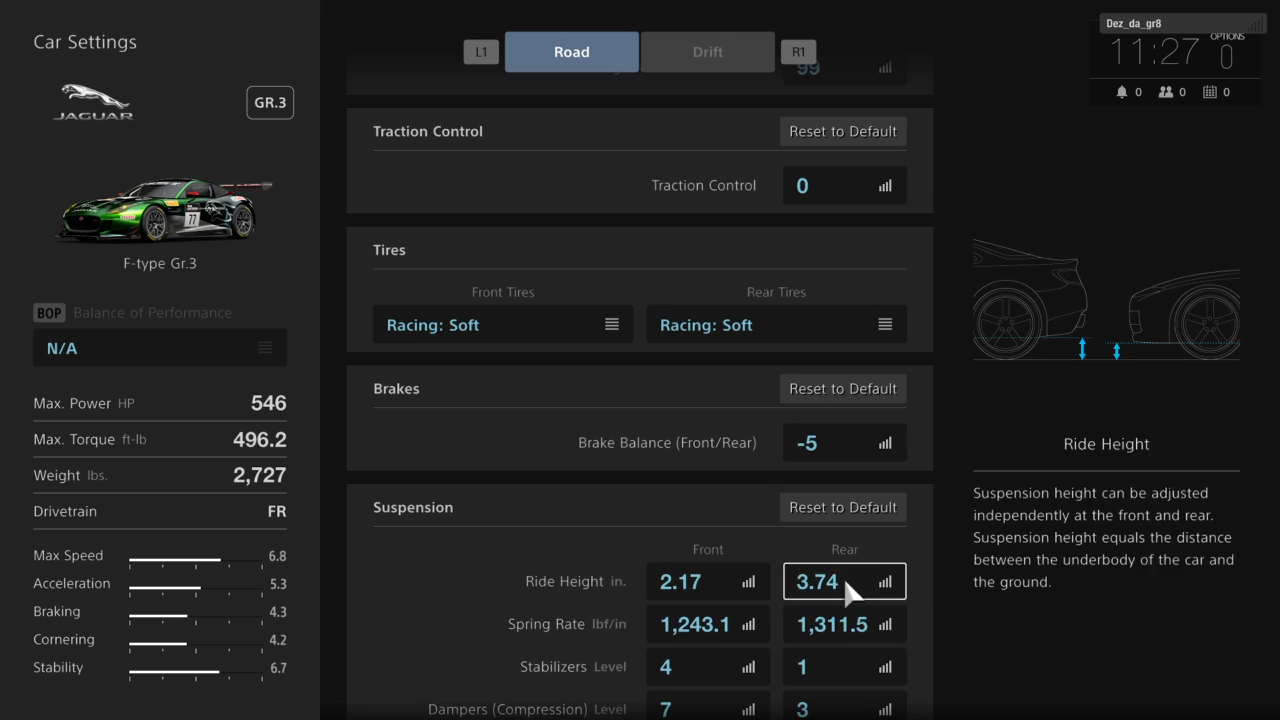 Car Settings
JAGUAR
GR.3
77
F-type Gr.3
BOP Balance of Performance
N/A
Max. Power HP 546
Max. Torque ft-lb 496.2
Weight lbs. 2,727
Drivetrain FR
Max Speed 6.8
Acceleration 5.3
Braking 4.3
Cornering 4.2
Stability 6.7
L1 Road Drift R1
99
Traction Control Reset to Default
Traction Control 0
Tires
Front Tires Rear Tires
Racing: Soft Racing: Soft
Brakes Reset to Default
Brake Balance (Front/Rear) -5
Suspension Reset to Default
Front Rear
Ride Height in. 2.17 3.74
Spring Rate lbf/in 1,243.1 1,311.5
Stabilizers Level 4 1
Dampers (Compression) Level 7 3
Dez_da_gr8
11:27 OPTIONS
0 0 0
Ride Height
Suspension height can be adjusted
independently at the front and rear.
Suspension height equals the distance
between the underbody of the car and
the ground.